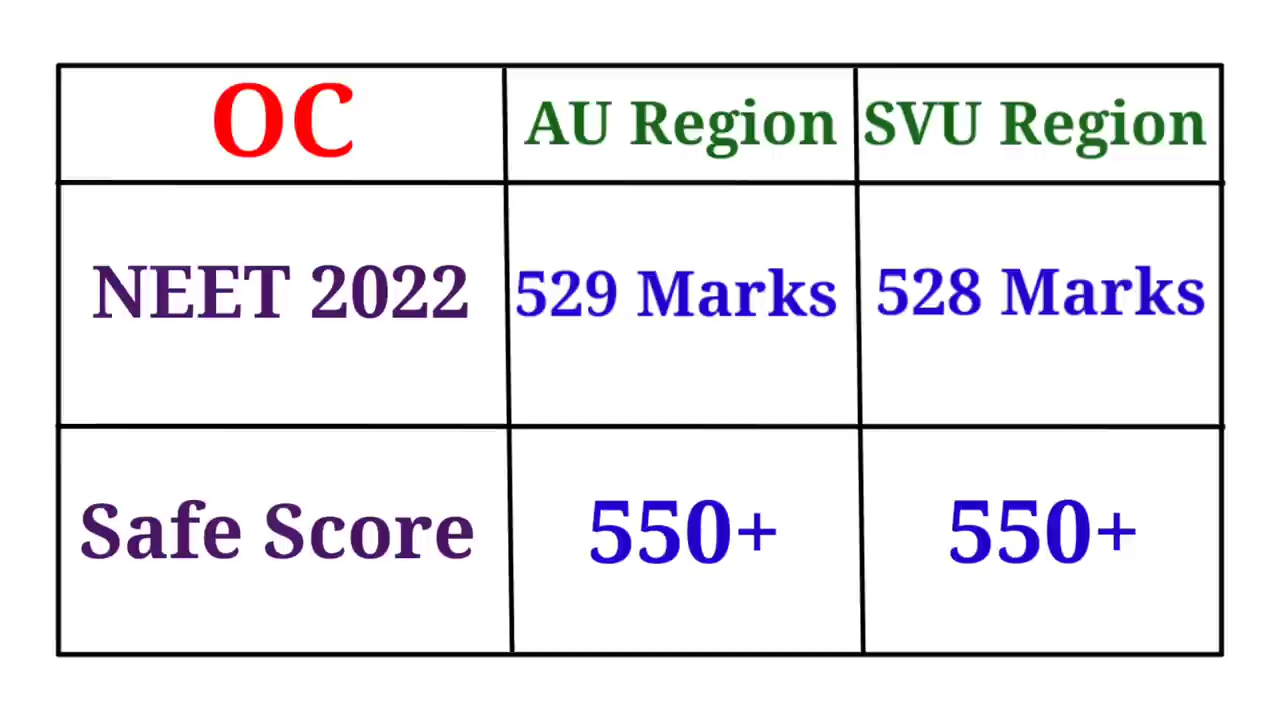 OC AU Region SVU Region
NEET 2022 529 Marks 528 Marks
Safe Score 550+ 550+